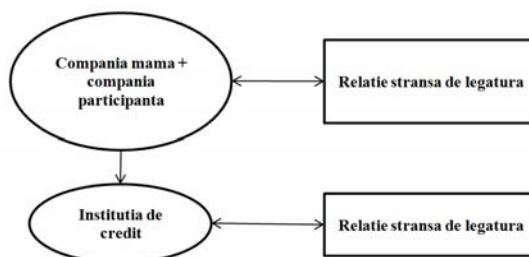 Compania mama +
compania
participanta
Relatie stransa de legatura
Institutia de
credit
Relatie stransa de legatura